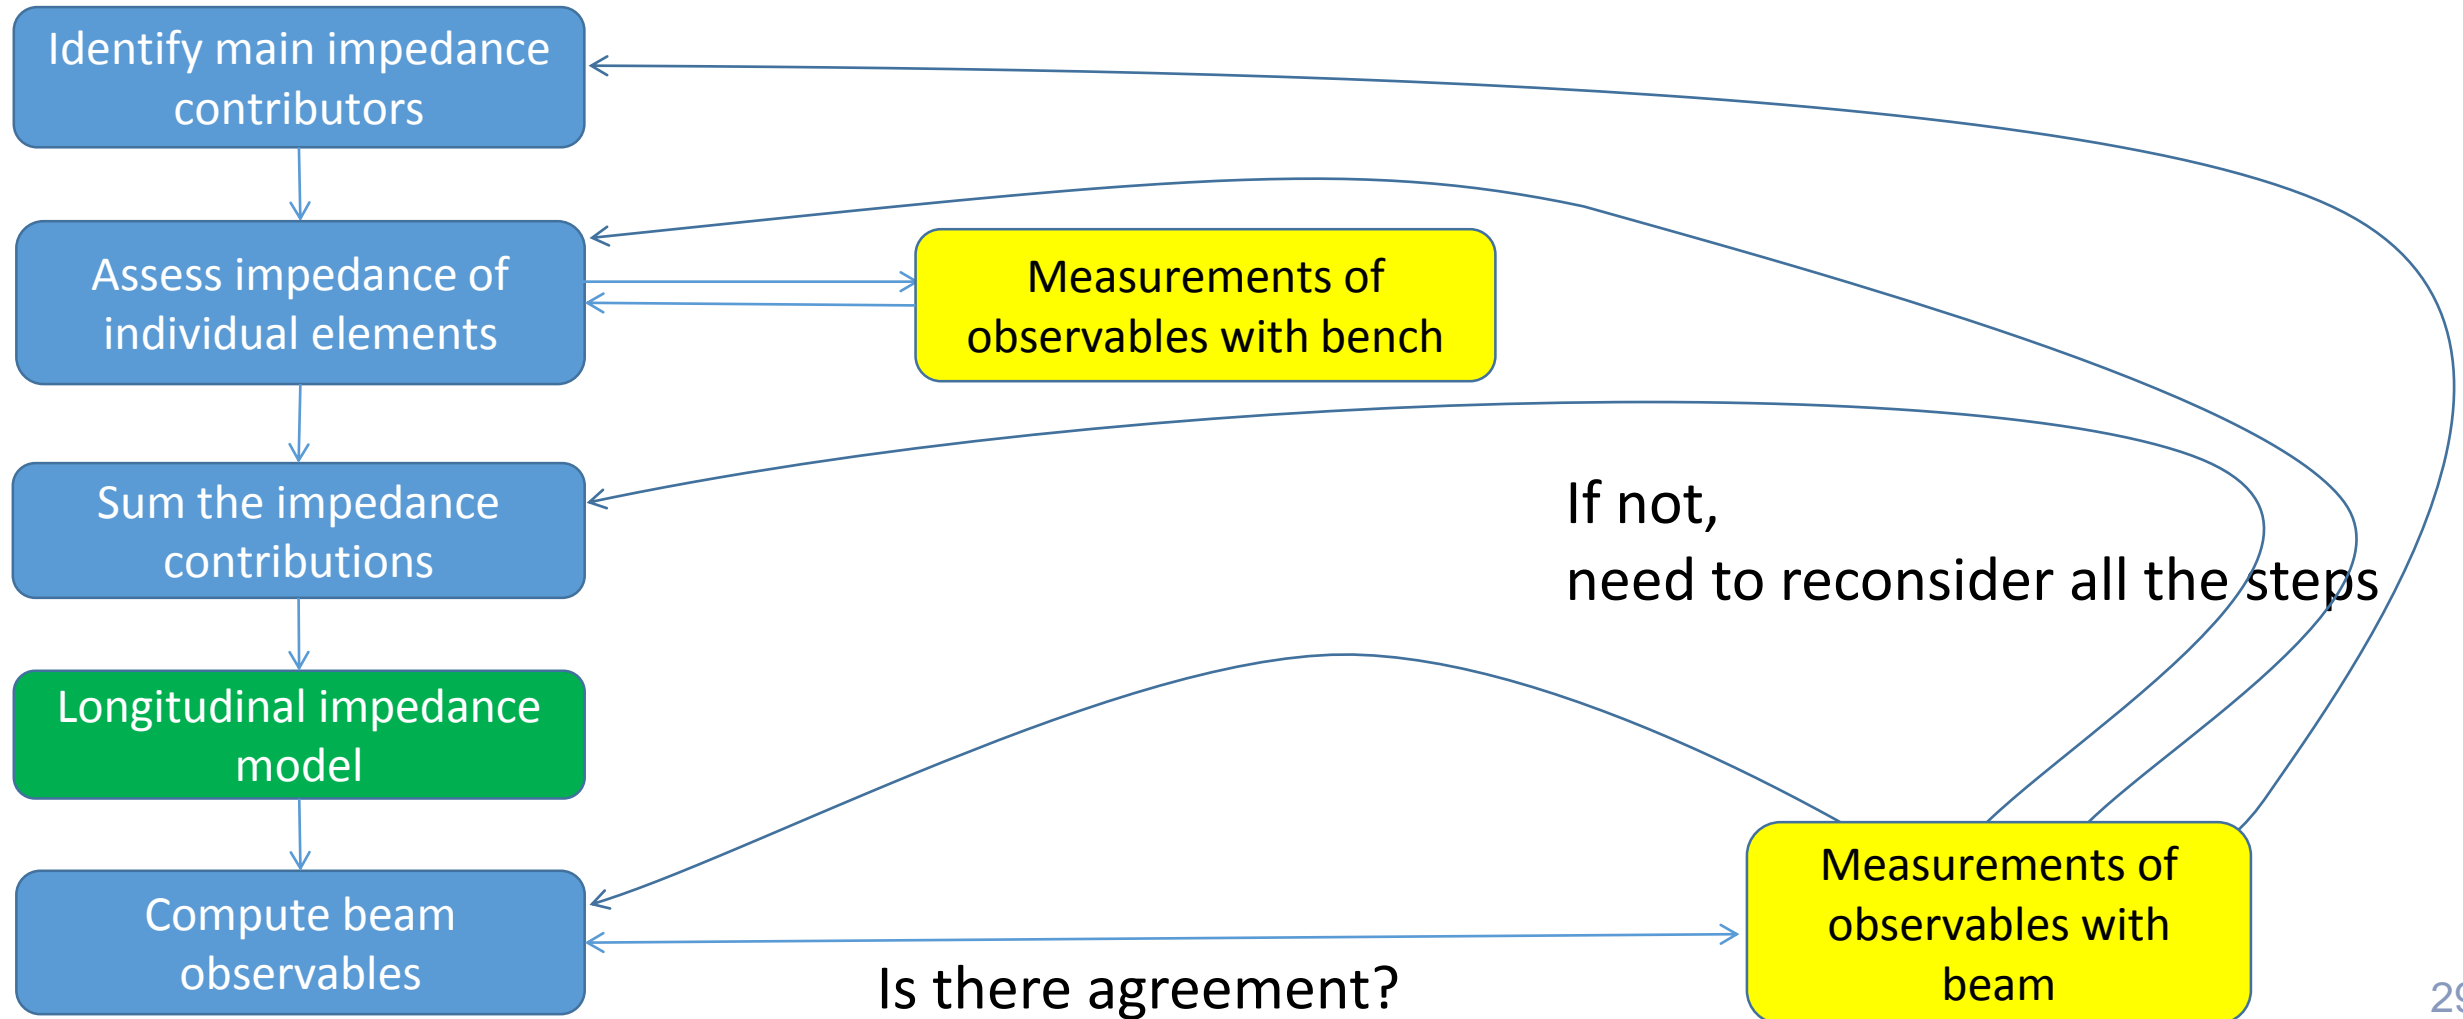 Identify main impedance
contributors
Assess impedance of
individual elements
Measurements of
observables with bench
Sum the impedance
contributions
If not,
need to reconsider all the steps
Longitudinal impedance
model
Compute beam
observables
Is there agreement?
Measurements of
observables with
beam
29